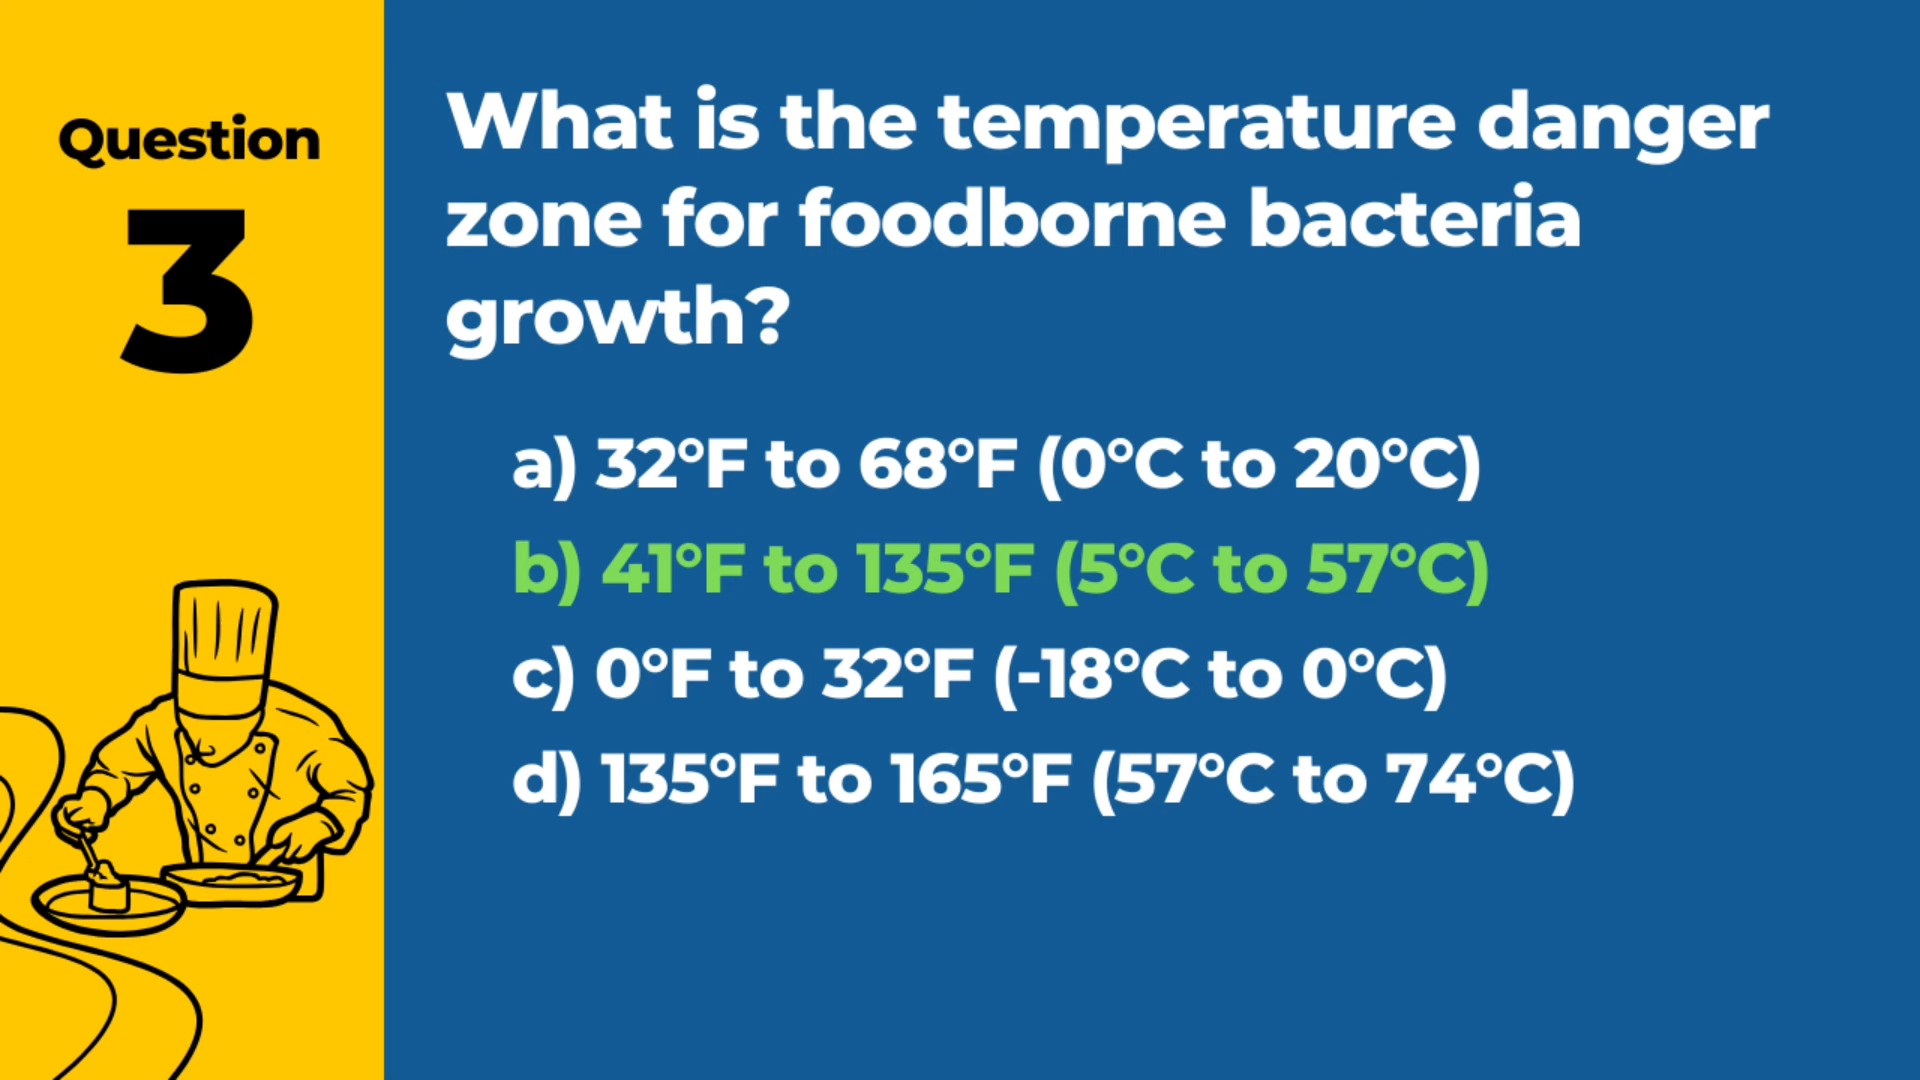 Question
3
What is the temperature danger
zone for foodborne bacteria
growth?
a) 32°F to 68°F (0°C to 20°C)
b) 41°F to 135°F (5°C to 57°C)
c) 0°F to 32°F (-18°C to 0°C)
d) 135°F to 165°F (57°C to 74°C)